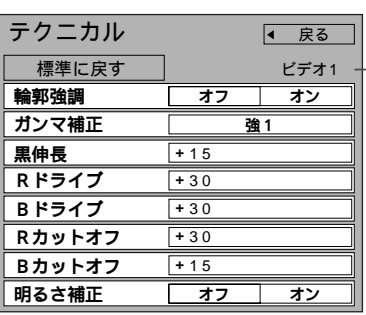 テクニカル ◀ 戻る
標準に戻す ビデオ1
輪郭強調 オフ オン
ガンマ補正 強1
黒伸長 +15
Rドライブ +30
Bドライブ +30
Rカットオフ +30
Bカットオフ +15
明るさ補正 オフ オン